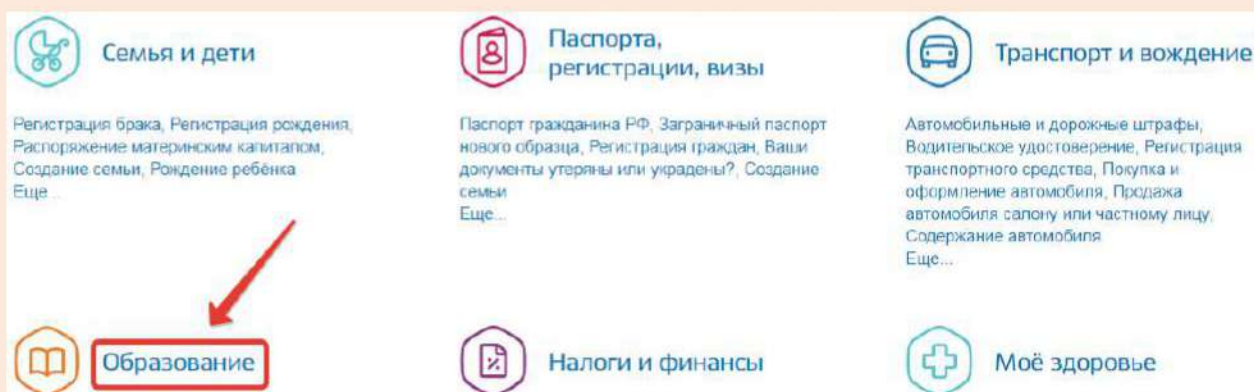 Семья и дети
Регистрация брака, Регистрация рождения,
Распоряжение материнским капиталом,
Создание семьи, Рождение ребёнка
Еще...
Паспорта,
регистрации, визы
Паспорт гражданина РФ, Заграничный паспорт
нового образца, Регистрация граждан, Ваши
документы утеряны или украдены?, Создание
семьи
Еще...
Транспорт и вождение
Автомобильные и дорожные штрафы,
Водительское удостоверение, Регистрация
транспортного средства, Покупка и
оформление автомобиля, Продажа
автомобиля салону или частному лицу,
Содержание автомобиля
Еще...
Образование
Налоги и финансы
Моё здоровье